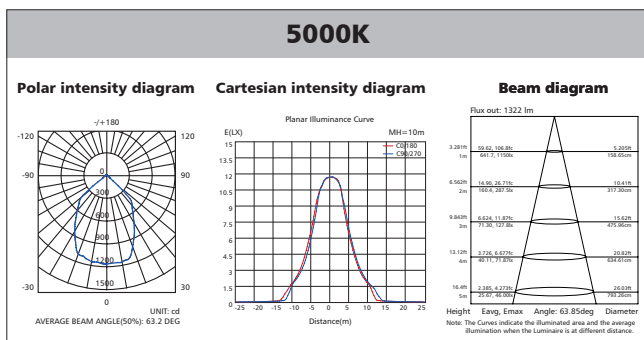 5000K
Polar intensity diagram
-/+180
-120
120
-90
90
0
300
600
900
1200
1500
-30
30
0
UNIT: cd
AVERAGE BEAM ANGLE(50%): 63.2 DEG
Cartesian intensity diagram
Planar Illuminance Curve
E(LX)
MH=10m
C0/180
C90/270
15
13.5
12
10.5
9
7.5
6
4.5
3
1.5
0
-25 -20 -15 -10 -5 0 5 10 15 20 25
Distance(m)
Beam diagram
Flux out: 1322 lm
3.281ft 59.62, 106.8fc 5.205ft
1m 641.7, 1150lx 158.65cm
6.562ft 14.90, 26.71fc 10.41ft
2m 160.4, 287.5lx 317.30cm
9.843ft 6.624, 11.87fc 15.62ft
3m 71.30, 127.8lx 475.96cm
13.12ft 3.726, 6.677fc 20.82ft
4m 40.11, 71.87lx 634.61cm
16.4ft 2.385, 4.273fc 26.03ft
5m 25.67, 46.00lx 793.26cm
Height Eavg, Emax Angle: 63.85deg Diameter
Note: The Curves indicate the illuminated area and the average
illumination when the Luminaire is at different distance.